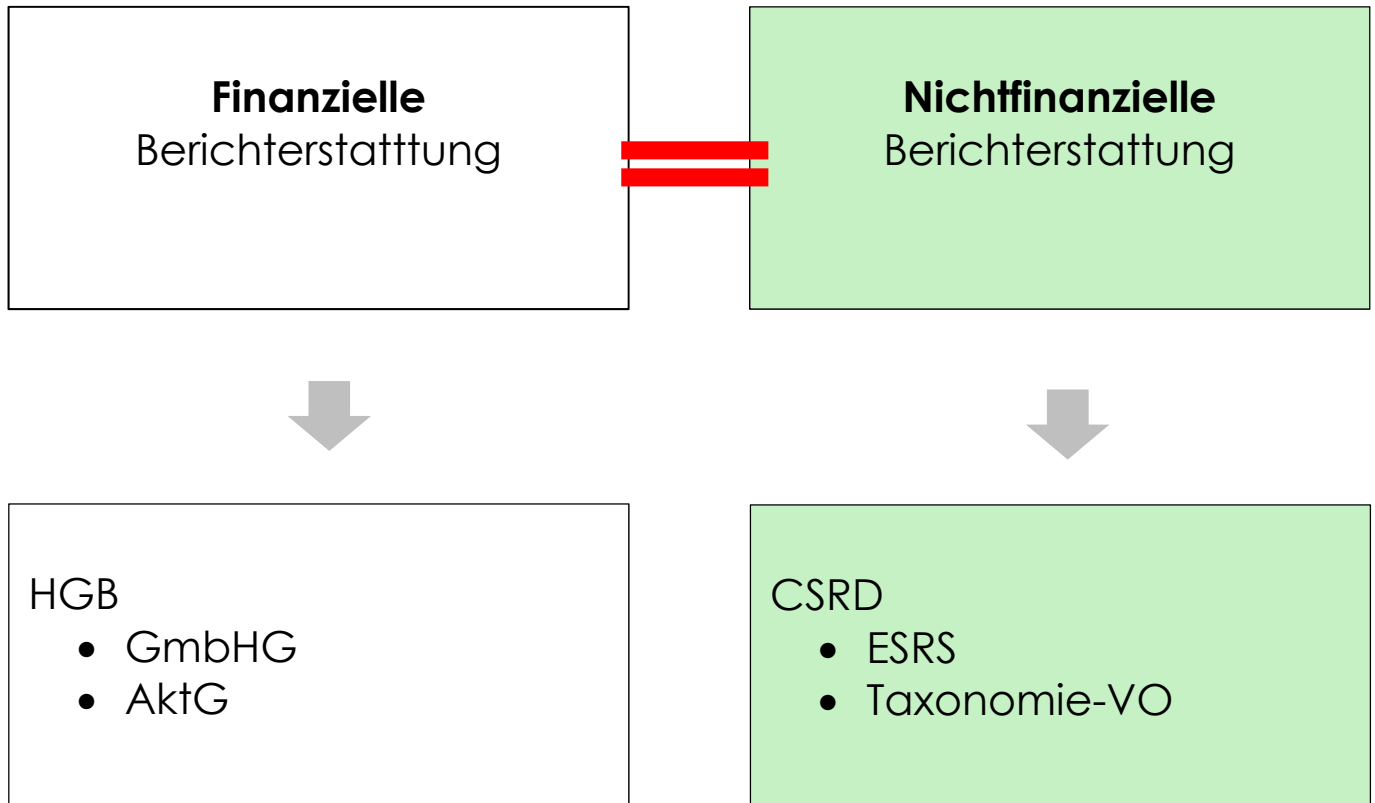 Finanzielle
Berichterstatttung
Nichtfinanzielle
Berichterstattung
HGB
• GmbHG
• AktG
CSRD
• ESRS
• Taxonomie-VO